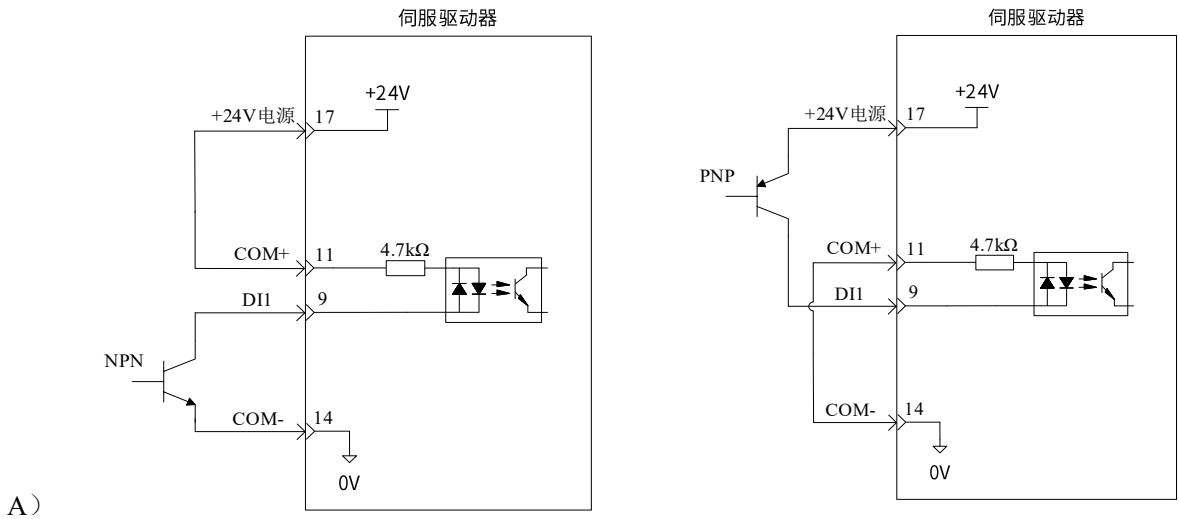 伺服驱动器
+24V
+24V电源
17
COM+
11
4.7kΩ
DI1
9
NPN
COM-
14
0V
伺服驱动器
+24V
+24V电源
17
PNP
COM+
11
4.7kΩ
DI1
9
COM-
14
0V
A）